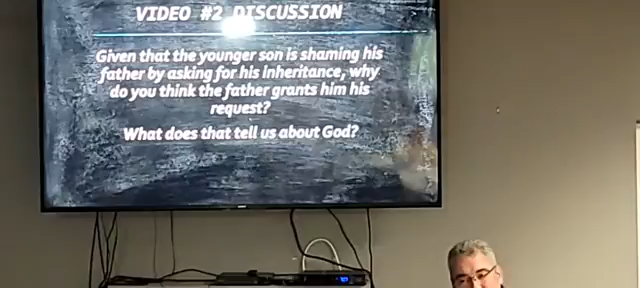 VIDEO #2 DISCUSSION
Given that the younger son is shaming his
father by asking for his inheritance, why
do you think the father grants him his
request?
What does that tell us about God?